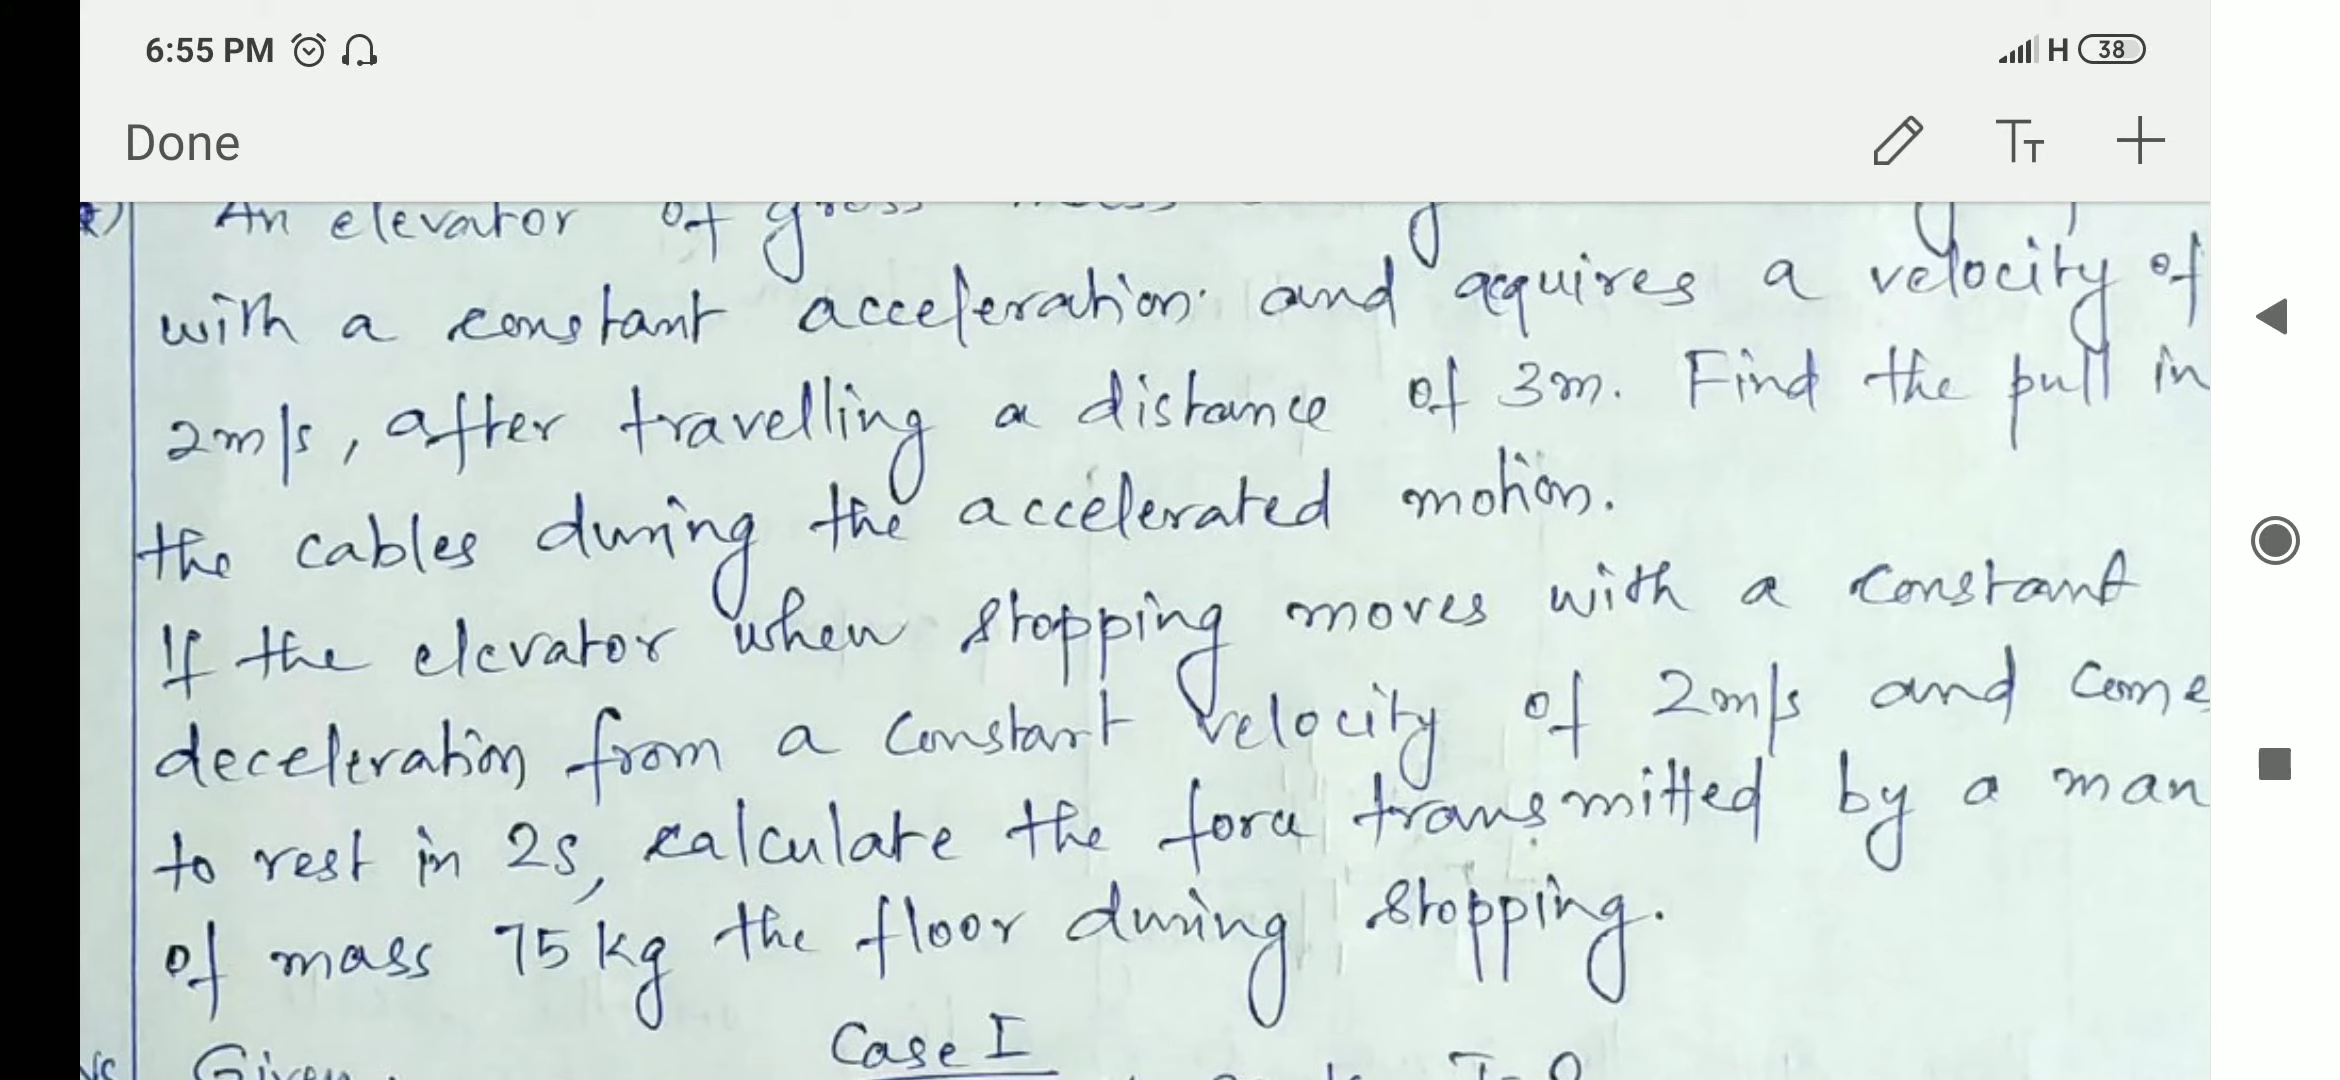 6:55 PM H 38
Done
An elevator of gross
with a constant acceleration. and acquires a velocity of
2m/s, after travelling a distance of 3m. Find the pull in
the cables during the accelerated motion.
If the elevator when stopping moves with a constant
deceleration from a constant velocity of 2m/s and come
to rest in 2s, calculate the force transmitted by a man
of mass 75kg the floor during stopping.
Case I
Given